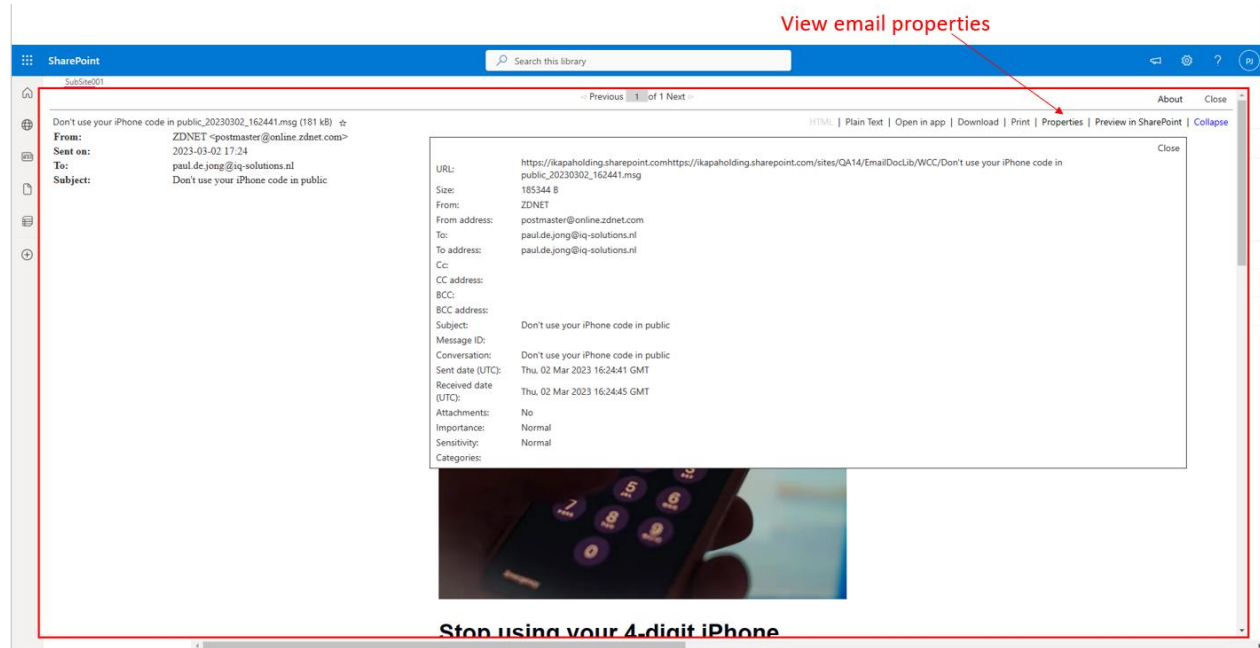 View email properties
SharePoint
Search this library
?
PJ
SubSite001
Previous 1 of 1 Next
About Close
Don't use your iPhone code in public_20230302_162441.msg (181 kB) ☆
HTML | Plain Text | Open in app | Download | Print | Properties | Preview in SharePoint | Collapse
From: ZDNET <postmaster@online.zdnet.com>
Sent on: 2023-03-02 17:24
To: paul.de.jong@iq-solutions.nl
Subject: Don't use your iPhone code in public
Close
URL: https://ikapaholding.sharepoint.comhttps://ikapaholding.sharepoint.com/sites/QA14/EmailDocLib/WCC/Don't use your iPhone code in
public_20230302_162441.msg
Size: 185344 B
From: ZDNET
From address: postmaster@online.zdnet.com
To: paul.de.jong@iq-solutions.nl
To address: paul.de.jong@iq-solutions.nl
Cc:
CC address:
BCC:
BCC address:
Subject: Don't use your iPhone code in public
Message ID:
Conversation: Don't use your iPhone code in public
Sent date (UTC): Thu, 02 Mar 2023 16:24:41 GMT
Received date
(UTC): Thu, 02 Mar 2023 16:24:45 GMT
Attachments: No
Importance: Normal
Sensitivity: Normal
Categories:
5 6
7 8 9
0
Stop using your 4-digit iPhone